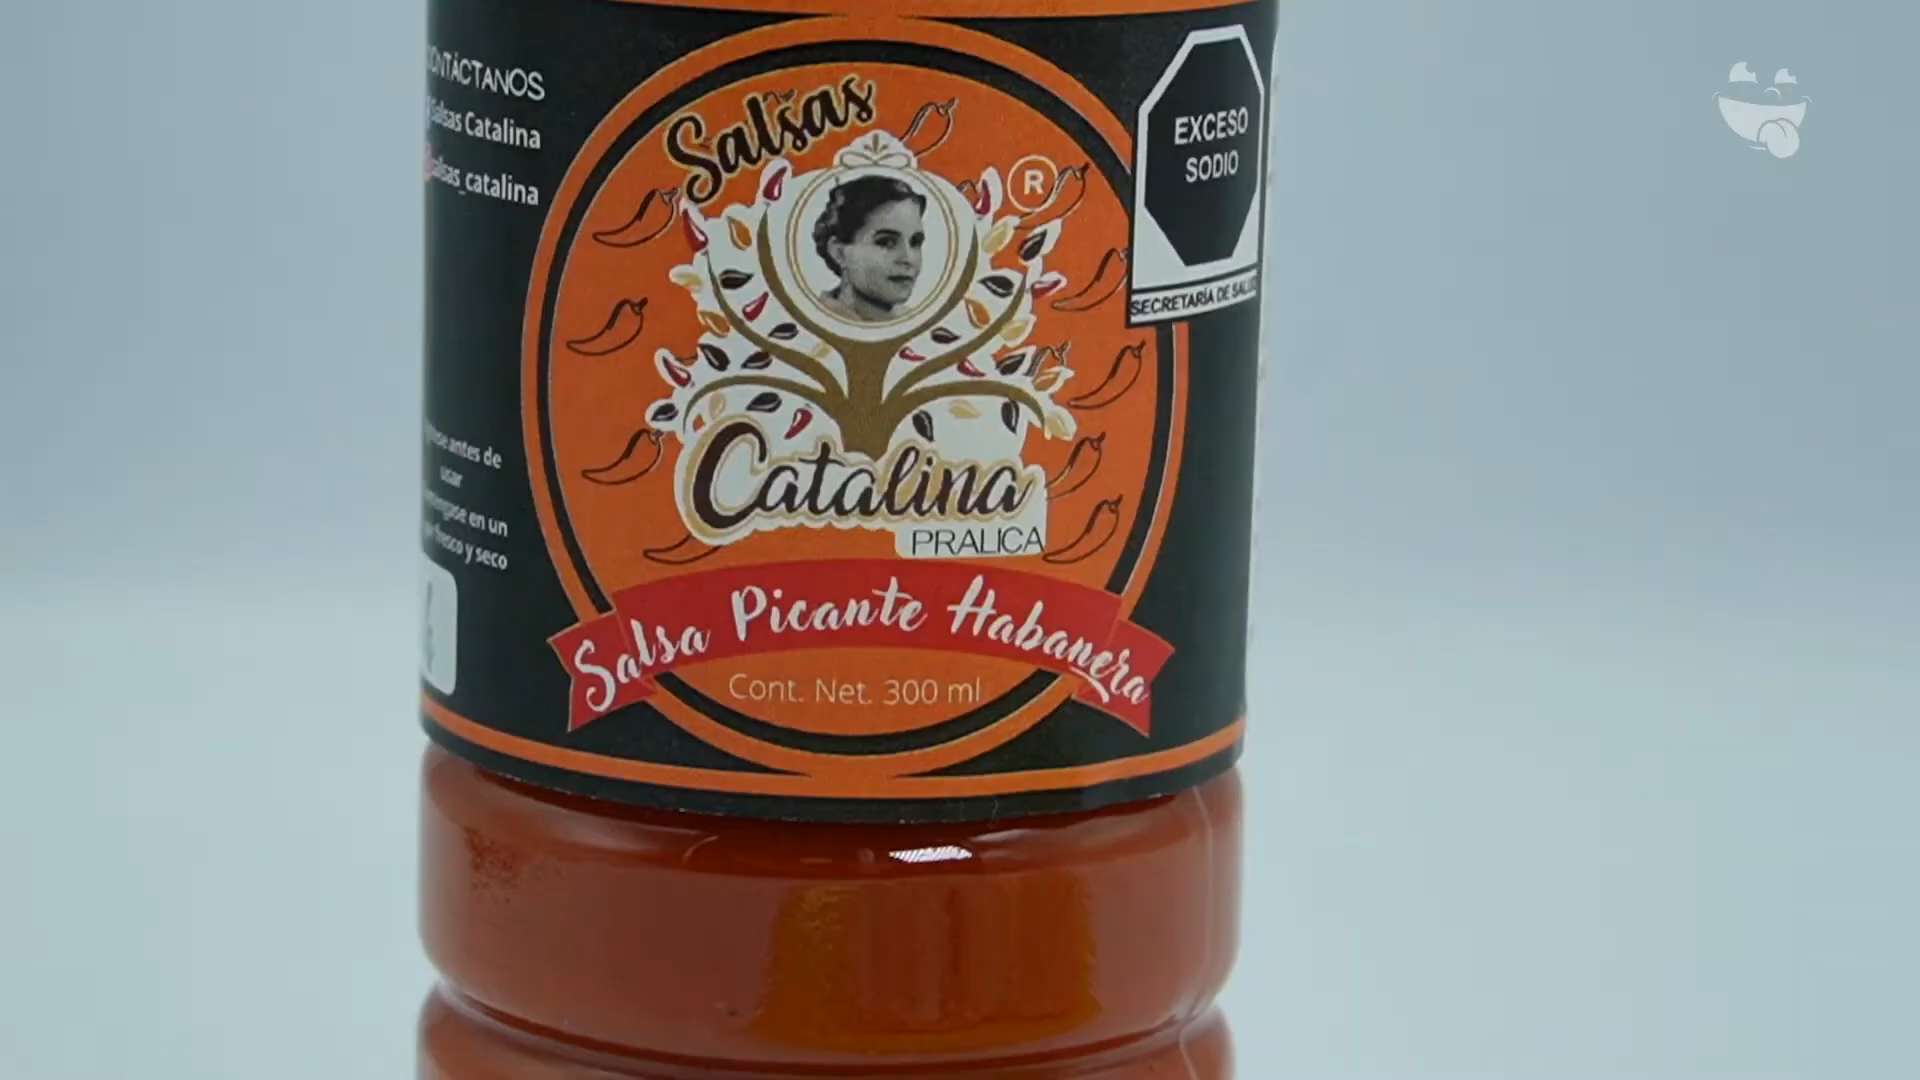 CONTÁCTANOS
Salsas Catalina
salsas_catalina
antes de
usar
en un
fresco y seco
Salsas
®
Catalina
PRALICA
Salsa Picante Habanera
Cont. Net. 300 ml
EXCESO
SODIO
SECRETARÍA DE SALUD